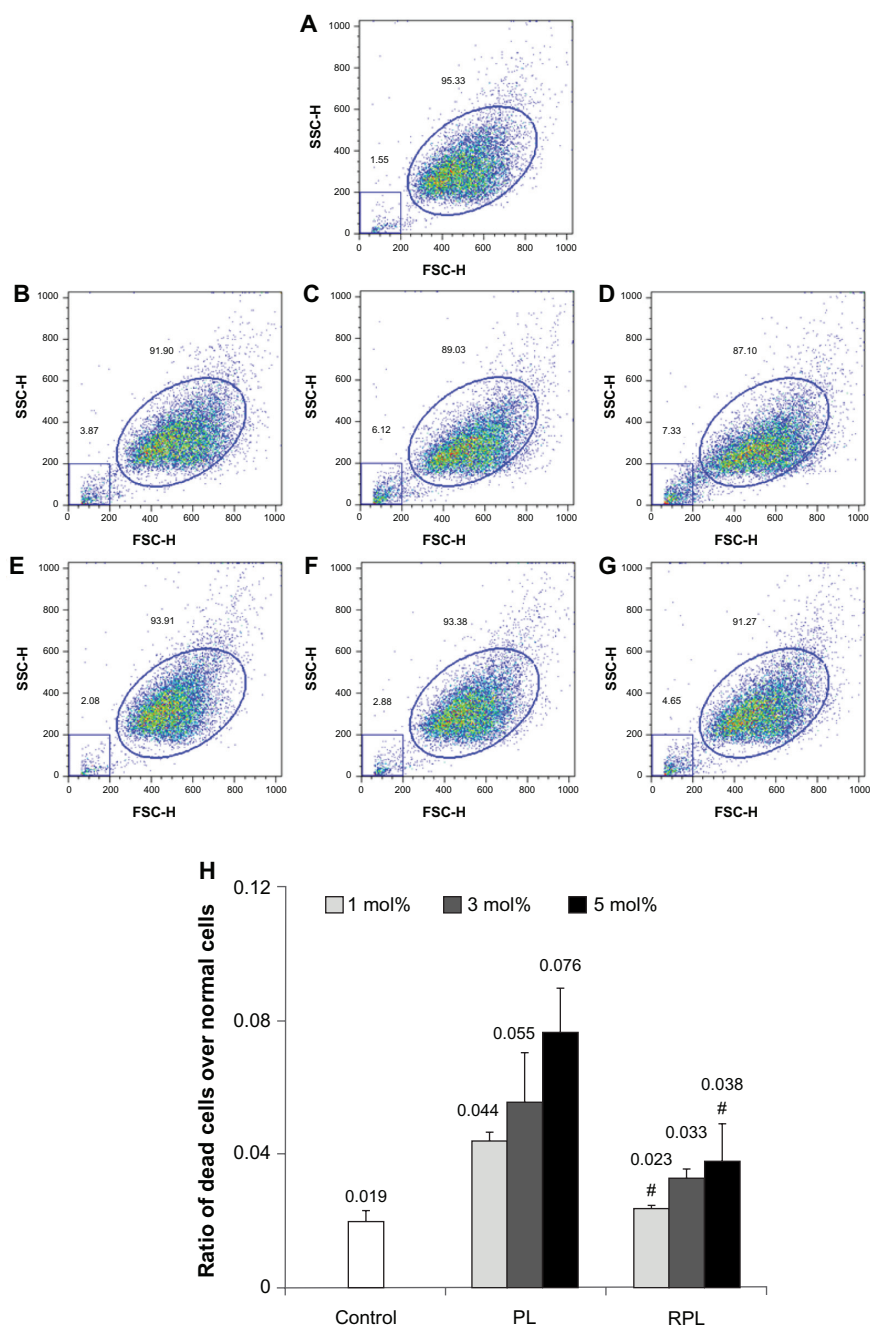 A
1000
800
600
400
200
0
SSC-H
95.33
1.55
0 200 400 600 800 1000
FSC-H
B
1000
800
600
400
200
0
SSC-H
91.90
3.87
0 200 400 600 800 1000
FSC-H
C
1000
800
600
400
200
0
SSC-H
89.03
6.12
0 200 400 600 800 1000
FSC-H
D
1000
800
600
400
200
0
SSC-H
87.10
7.33
0 200 400 600 800 1000
FSC-H
E
1000
800
600
400
200
0
SSC-H
93.91
2.08
0 200 400 600 800 1000
FSC-H
F
1000
800
600
400
200
0
SSC-H
93.38
2.88
0 200 400 600 800 1000
FSC-H
G
1000
800
600
400
200
0
SSC-H
91.27
4.65
0 200 400 600 800 1000
FSC-H
H
Ratio of dead cells over normal cells
0.12
0.08
0.04
0
1 mol% 3 mol% 5 mol%
0.019
0.044
0.055
0.076
0.023
#
0.033
0.038
#
Control PL RPL